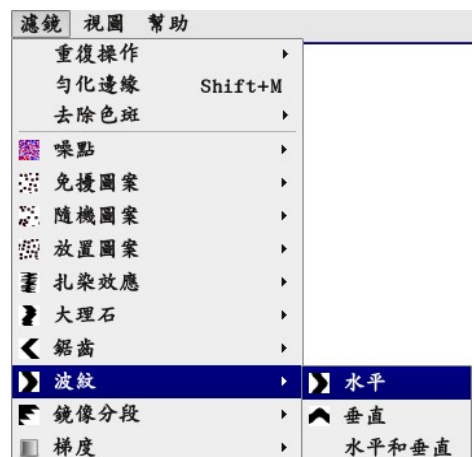 濾鏡 視圖 幫助
重復操作
勻化邊緣 Shift+M
去除色斑
噪點
免擾圖案
隨機圖案
放置圖案
扎染效應
大理石
鋸齒
波紋
水平
鏡像分段
垂直
梯度
水平和垂直